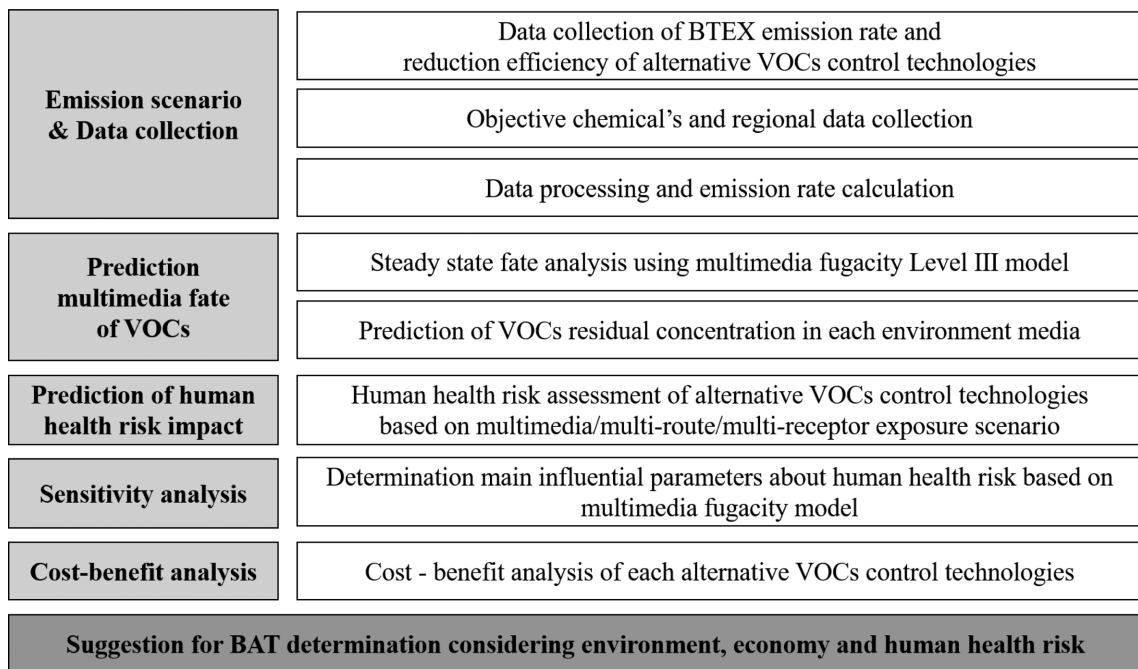 Emission scenario
& Data collection
Data collection of BTEX emission rate and
reduction efficiency of alternative VOCs control technologies
Objective chemical's and regional data collection
Data processing and emission rate calculation
Prediction
multimedia fate
of VOCs
Steady state fate analysis using multimedia fugacity Level III model
Prediction of VOCs residual concentration in each environment media
Prediction of human
health risk impact
Human health risk assessment of alternative VOCs control technologies
based on multimedia/multi-route/multi-receptor exposure scenario
Sensitivity analysis
Determination main influential parameters about human health risk based on
multimedia fugacity model
Cost-benefit analysis
Cost - benefit analysis of each alternative VOCs control technologies
Suggestion for BAT determination considering environment, economy and human health risk